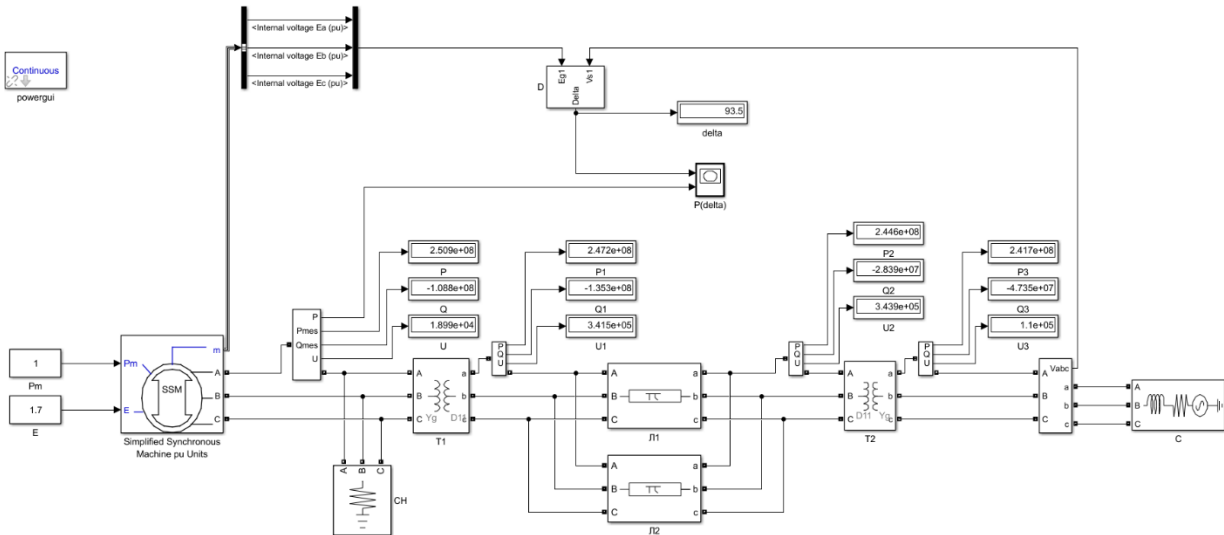 <Internal voltage Ea (pu)>
<Internal voltage Eb (pu)>
<Internal voltage Ec (pu)>
Continuous
powergui
Eg1
Vs1
Delta
D
93.5
delta
P(delta)
2.509e+08
P
-1.088e+08
Q
1.899e+04
U
2.472e+08
P1
-1.353e+08
Q1
3.415e+05
U1
2.446e+08
P2
-2.839e+07
Q2
3.439e+05
U2
2.417e+08
P3
-4.735e+07
Q3
1.1e+05
U3
1
Pm
1.7
E
Pm
E
SSM
m
A
B
C
Simplified Synchronous
Machine pu Units
P
Pmes
Qmes
U
A
B
C
Yg
D11
a
b
c
T1
P
Q
U
A
B
C
a
b
c
Л1
A
B
C
a
b
c
Л2
P
Q
U
A
B
C
D11
Yg
a
b
c
T2
P
Q
U
Vabc
A
B
C
a
b
c
A
B
C
C
A
B
C
CH